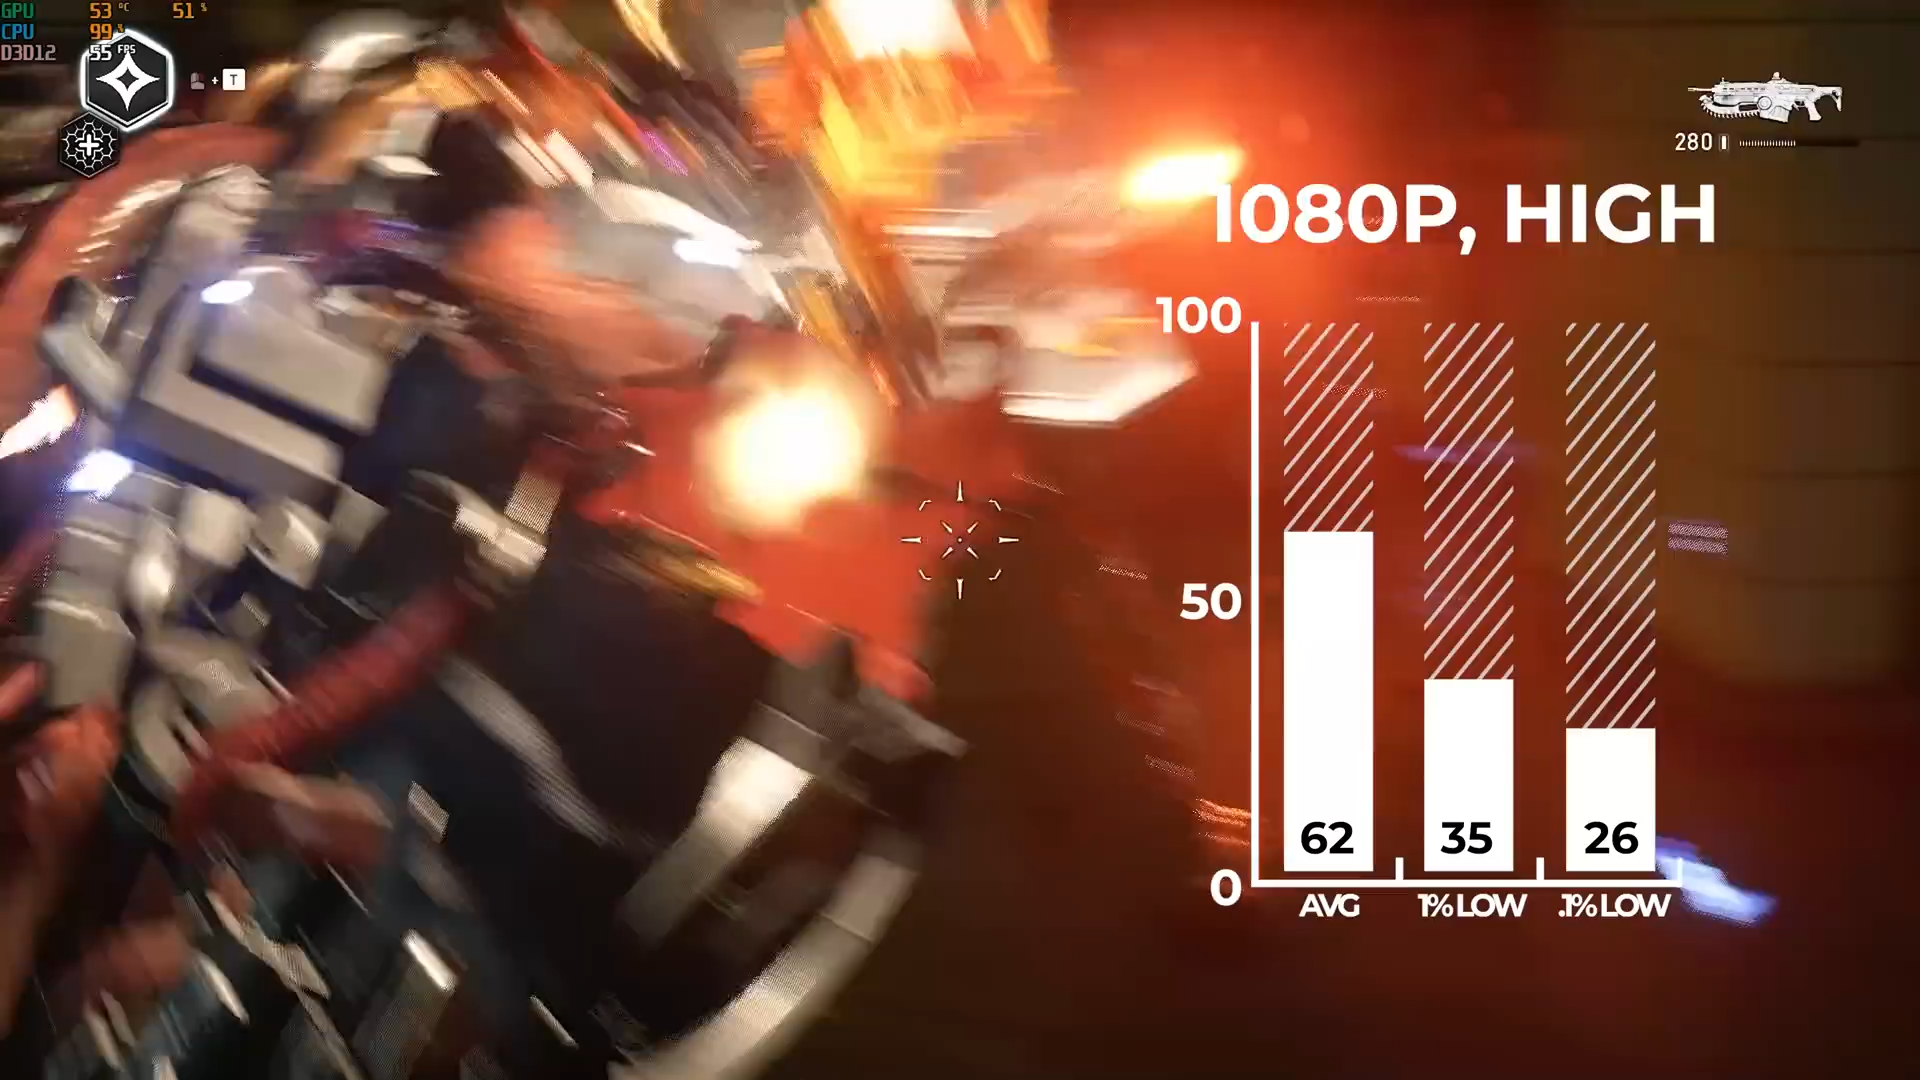 GPU 53 °C 51 %
CPU 99 %
D3D12 55 FPS
+ T
280
1080P, HIGH
100
50
0
62 35 26
AVG 1% LOW .1% LOW